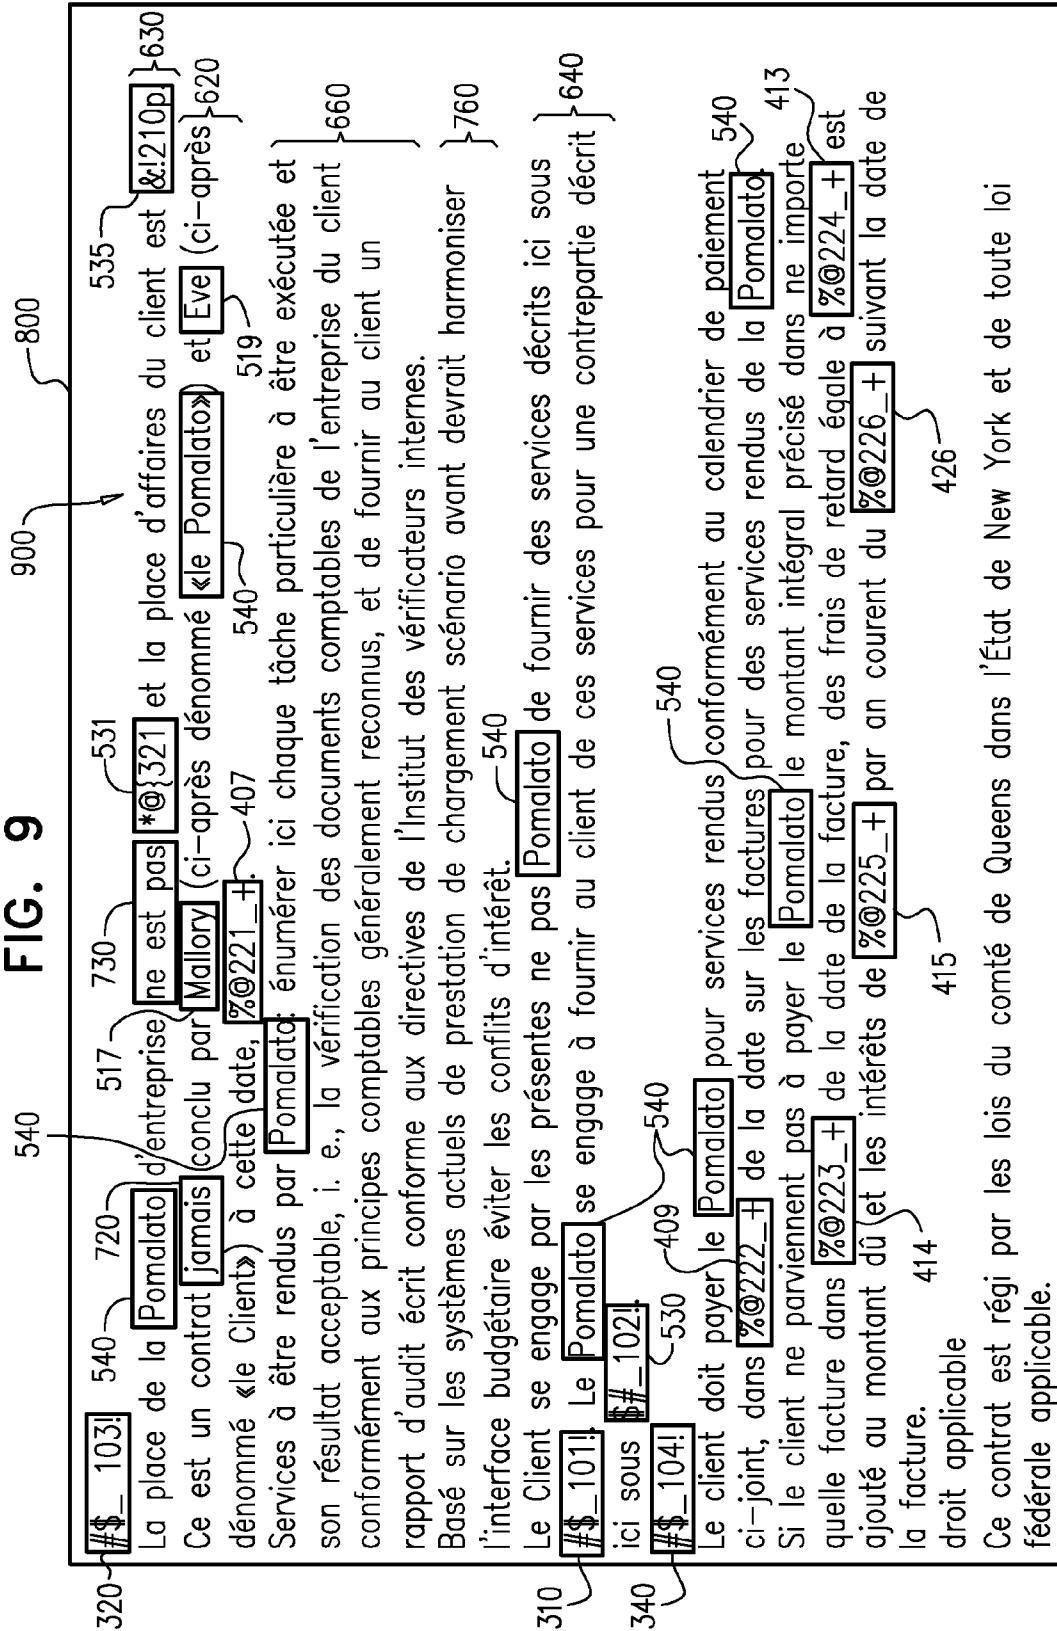 FIG. 9
900
800
320
#$_103!
540
540
720
730
517
531
407
540
535
519
630
620
La place de la Pomalato d'entreprise ne est pas *@{321 et la place d'affaires du client est &!210p.
Ce est un contrat jamais conclu par Mallory (ci–après dénommé «le Pomalato») et Eve (ci–après
dénommé «le Client») à cette date, %@221_+.
Services à être rendus par Pomalato: énumérer ici chaque tâche particulière à être exécutée et
660
son résultat acceptable, i. e., la vérification des documents comptables de l'entreprise du client
conformément aux principes comptables généralement reconnus, et de fournir au client un
rapport d'audit écrit conforme aux directives de l'Institut des vérificateurs internes.
Basé sur les systèmes actuels de prestation de chargement scénario avant devrait harmoniser
760
l'interface budgétaire éviter les conflits d'intérêt.
540
Le Client se engage par les présentes ne pas Pomalato de fournir des services décrits ici sous
640
310
#$_101!. Le Pomalato se engage à fournir au client de ces services pour une contrepartie décrit
ici sous $#_102!.
530
540
409
340
#$_104!
540
540
413
Le client doit payer le Pomalato pour services rendus conformément au calendrier de paiement
ci–joint, dans %@222_+ de la date sur les factures pour des services rendus de la Pomalato.
Si le client ne parviennent pas à payer le Pomalato le montant intégral précisé dans ne importe
quelle facture dans %@223_+ de la date de la facture, des frais de retard égale à %@224_+ est
ajouté au montant dû et les intérêts de %@225_+ par an courent du %@226_+ suivant la date de
la facture.
414
415
426
droit applicable
Ce contrat est régi par les lois du comté de Queens dans l'État de New York et de toute loi
fédérale applicable.